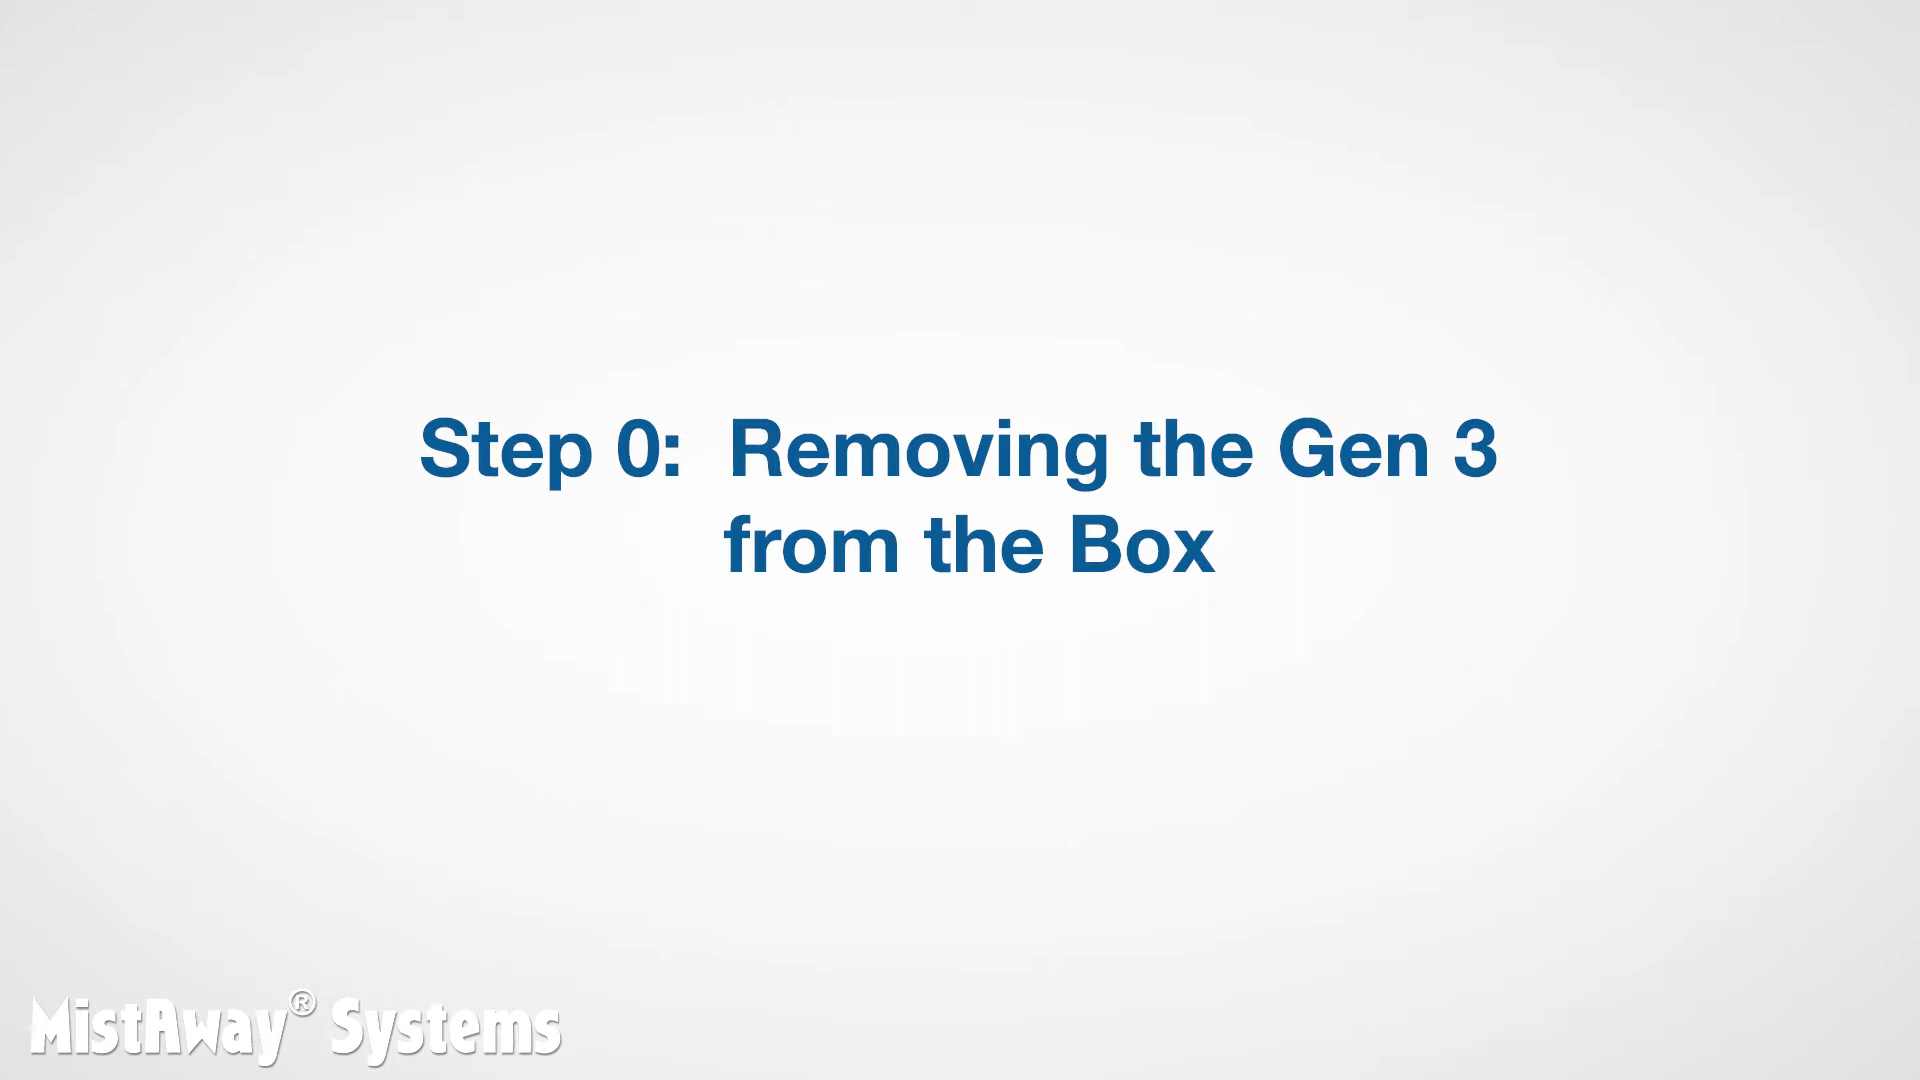 Step 0:  Removing the Gen 3
from the Box
MistAway® Systems